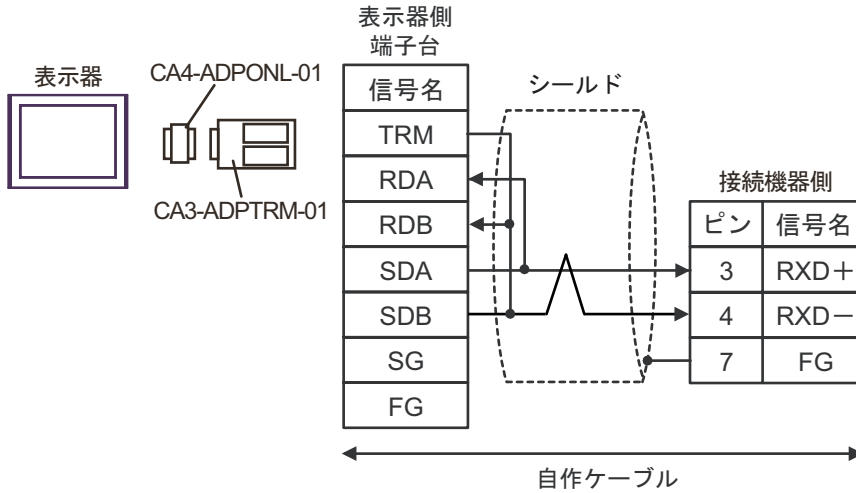 表示器
CA4-ADPONL-01
CA3-ADPTRM-01
表示器側
端子台
信号名
TRM
RDA
RDB
SDA
SDB
SG
FG
シールド
接続機器側
ピン 信号名
3 RXD＋
4 RXD－
7 FG
自作ケーブル